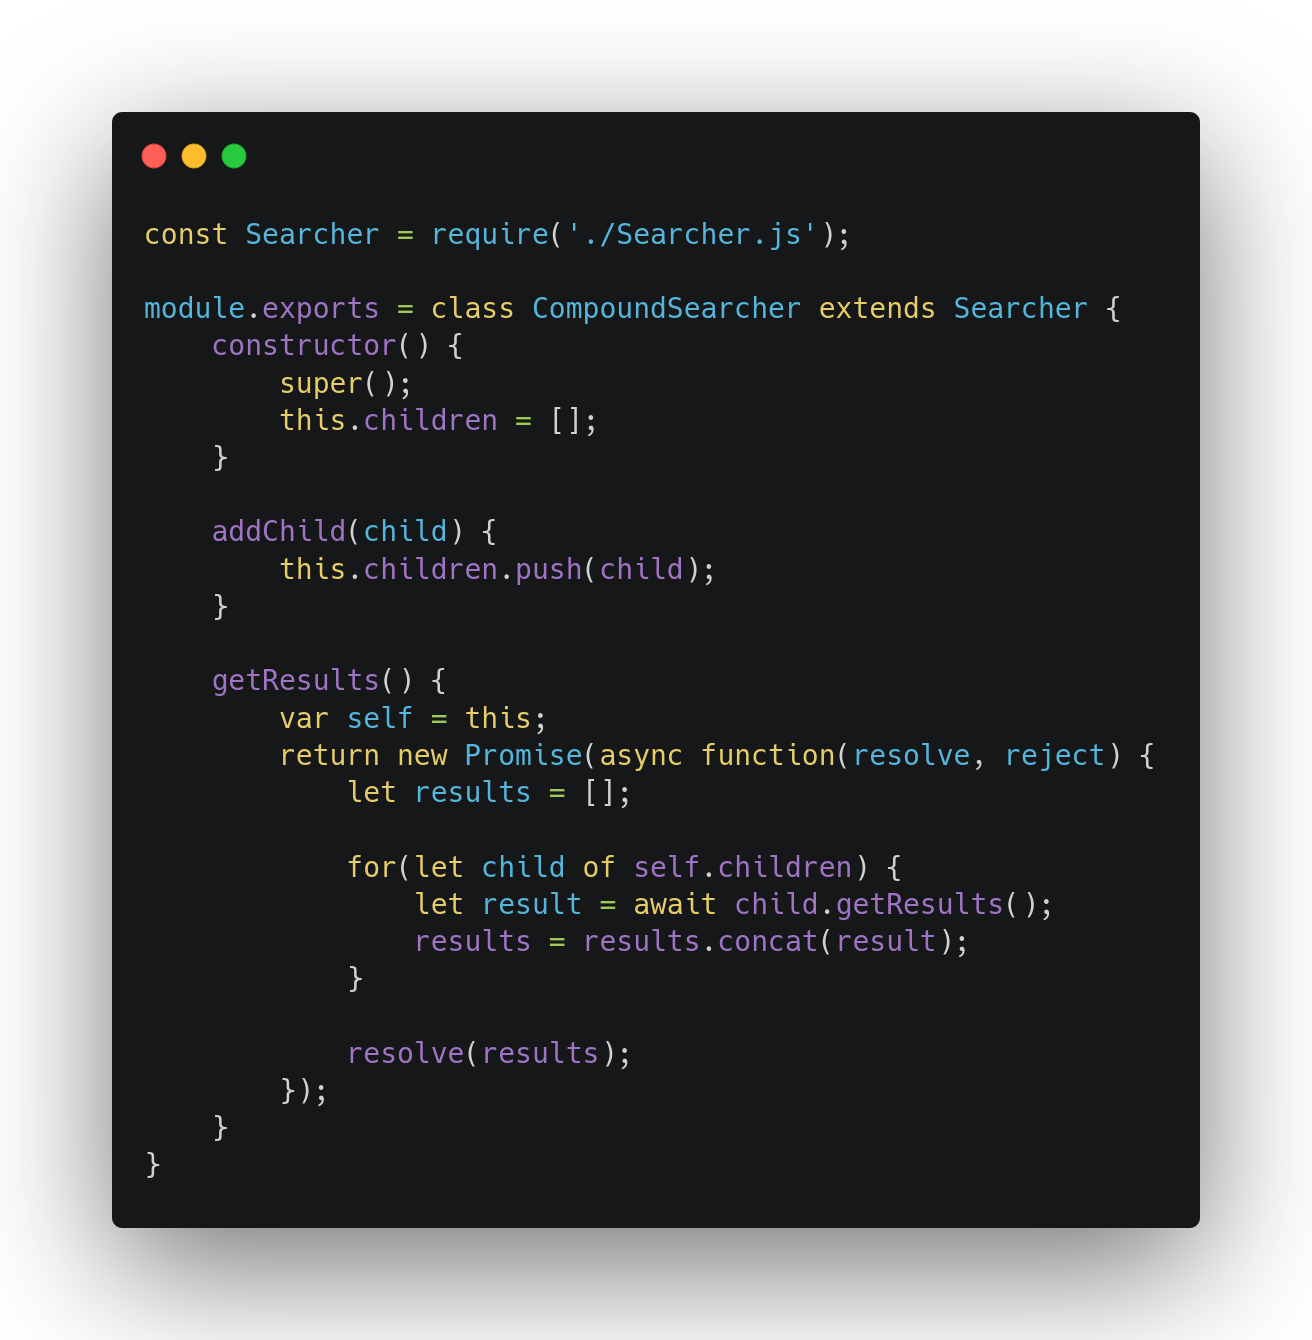 const Searcher = require('./Searcher.js');

module.exports = class CompoundSearcher extends Searcher {
    constructor() {
        super();
        this.children = [];
    }

    addChild(child) {
        this.children.push(child);
    }

    getResults() {
        var self = this;
        return new Promise(async function(resolve, reject) {
            let results = [];

            for(let child of self.children) {
                let result = await child.getResults();
                results = results.concat(result);
            }

            resolve(results);
        });
    }
}